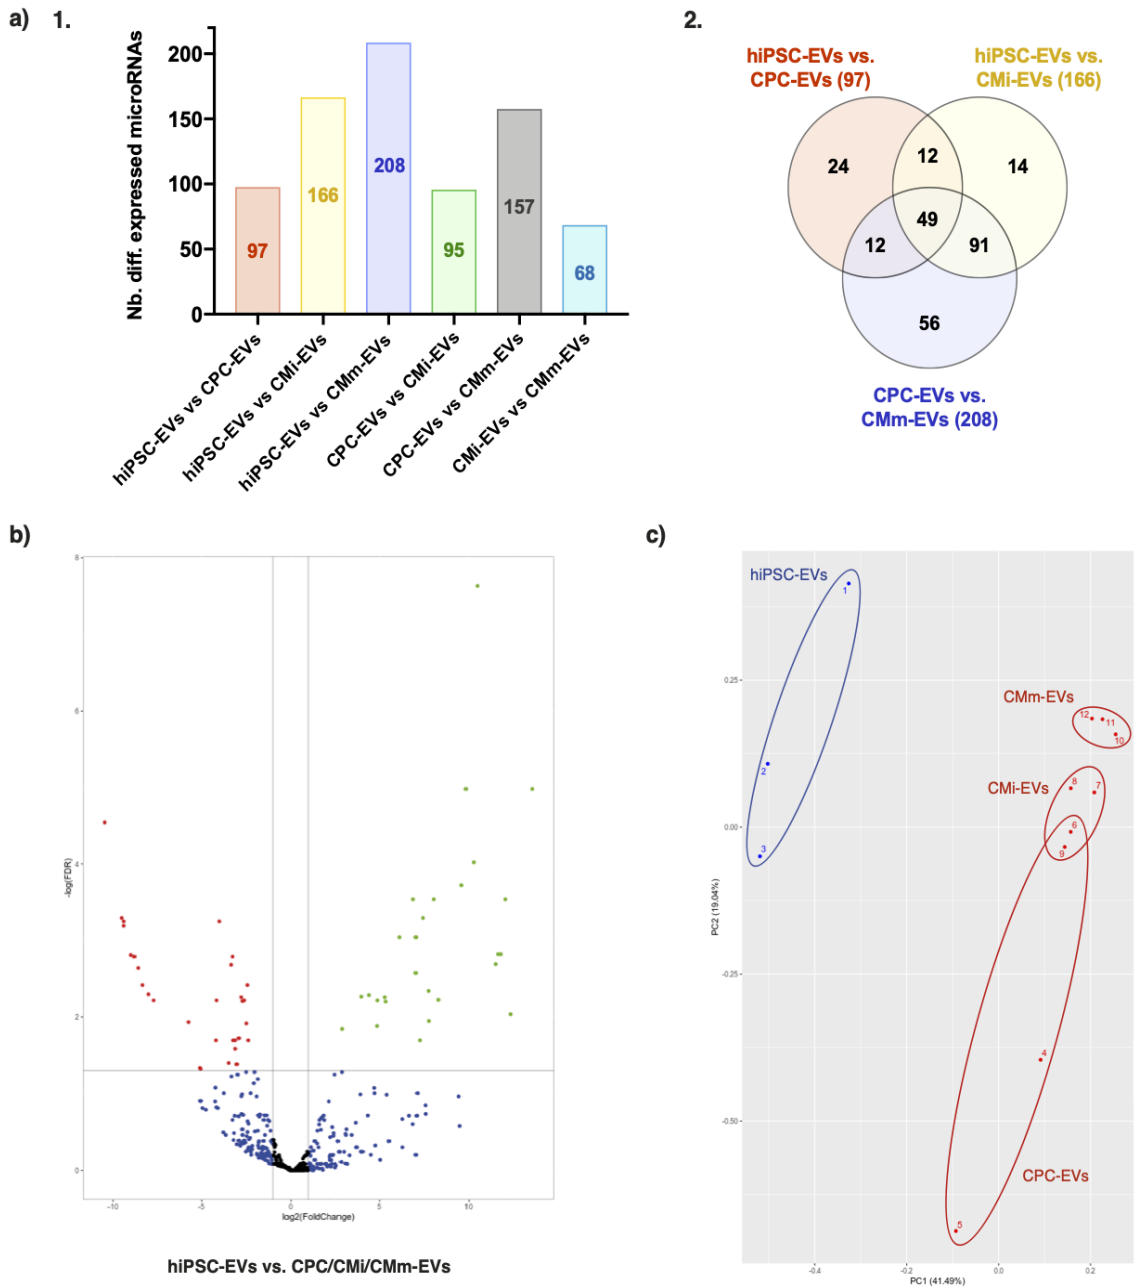 a)
1.
Nb. diff. expressed microRNAs
200
150
100
50
0
97
166
208
95
157
68
hiPSC-EVs vs CPC-EVs
hiPSC-EVs vs CMi-EVs
hiPSC-EVs vs CMm-EVs
CPC-EVs vs CMi-EVs
CPC-EVs vs CMm-EVs
CMi-EVs vs CMm-EVs
2.
hiPSC-EVs vs.
CPC-EVs (97)
hiPSC-EVs vs.
CMi-EVs (166)
24
12
14
49
12
91
56
CPC-EVs vs.
CMm-EVs (208)
b)
-log(FDR)
8
6
4
2
0
-10
-5
0
5
10
log2(FoldChange)
hiPSC-EVs vs. CPC/CMi/CMm-EVs
c)
hiPSC-EVs
1
2
3
CMm-EVs
12
11
10
CMi-EVs
8
7
6
9
4
5
CPC-EVs
PC2 (19.04%)
0.25
0.00
-0.25
-0.50
-0.4
-0.2
0.0
0.2
PC1 (41.49%)